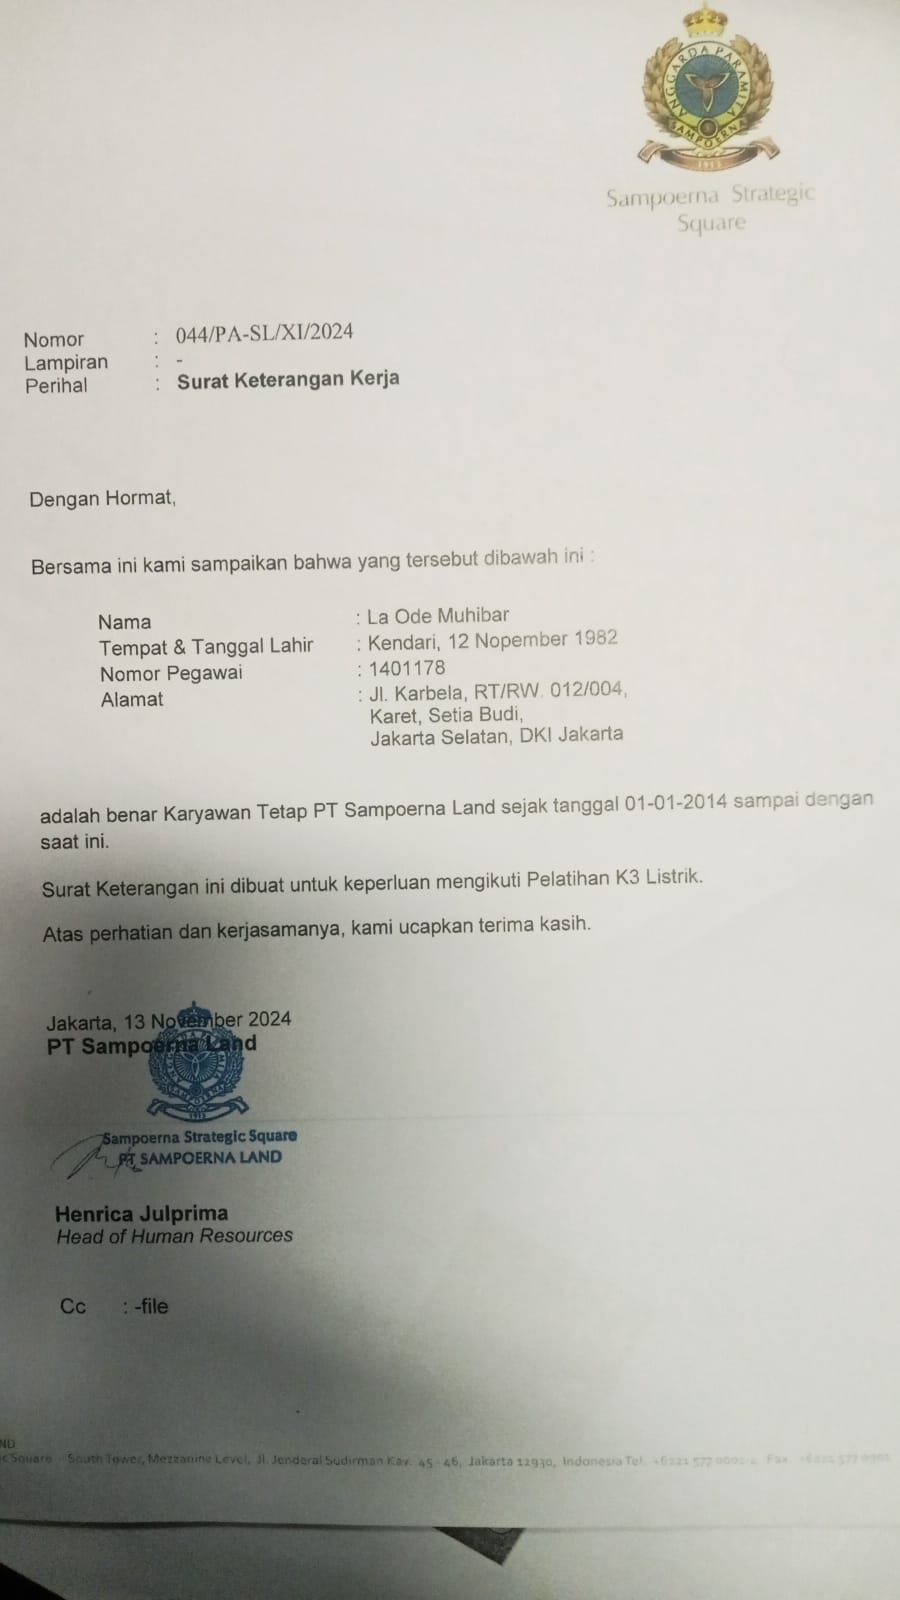 ANGGARDA PARAMITA
SAMPOERNA
1913
Sampoerna Strategic
Square
Nomor : 044/PA-SL/XI/2024
Lampiran : -
Perihal : Surat Keterangan Kerja
Dengan Hormat,
Bersama ini kami sampaikan bahwa yang tersebut dibawah ini :
Nama : La Ode Muhibar
Tempat & Tanggal Lahir : Kendari, 12 Nopember 1982
Nomor Pegawai : 1401178
Alamat : Jl. Karbela, RT/RW. 012/004,
Karet, Setia Budi,
Jakarta Selatan, DKI Jakarta
adalah benar Karyawan Tetap PT Sampoerna Land sejak tanggal 01-01-2014 sampai dengan
saat ini.
Surat Keterangan ini dibuat untuk keperluan mengikuti Pelatihan K3 Listrik.
Atas perhatian dan kerjasamanya, kami ucapkan terima kasih.
Jakarta, 13 November 2024
PT Sampoerna Land
SAMPOERNA
1913
Sampoerna Strategic Square
PT. SAMPOERNA LAND
Henrica Julprima
Head of Human Resources
Cc : -file
ND
ic Square - South Tower, Mezzanine Level, Jl. Jenderal Sudirman Kav. 45 - 46, Jakarta 12930, Indonesia Tel. +6221 577 Fax. +6221 577